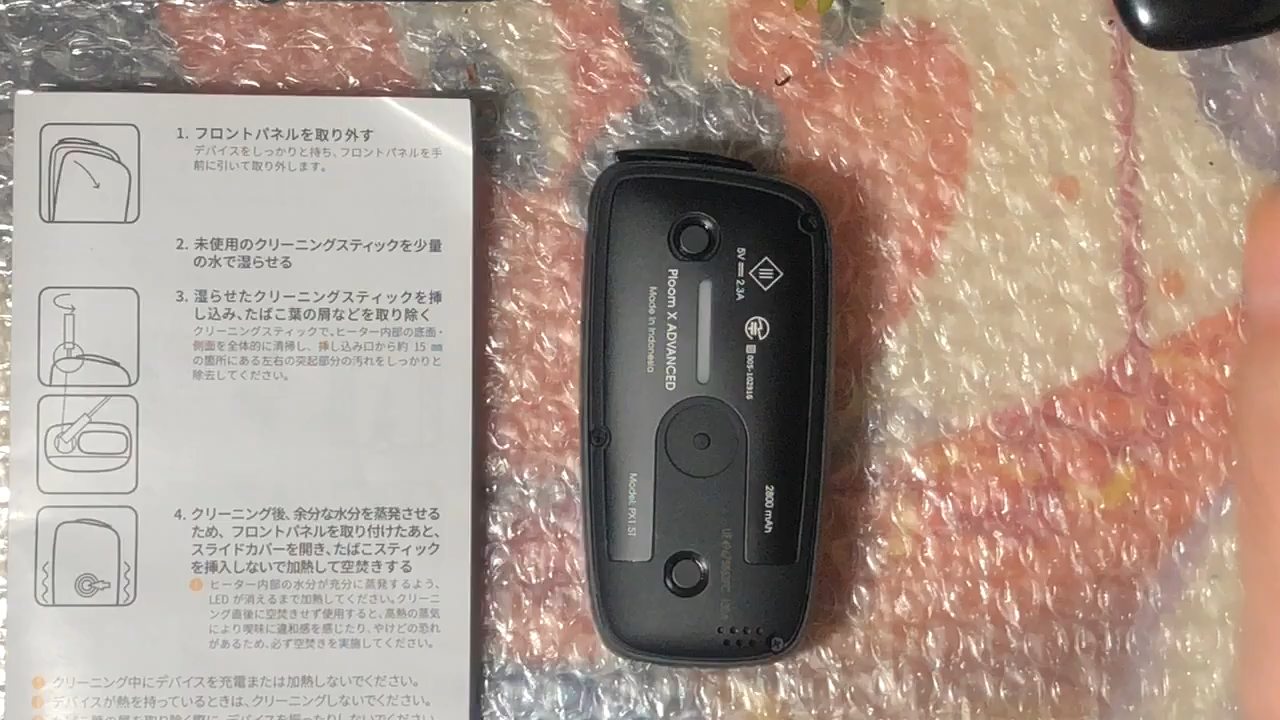 1. フロントパネルを取り外す
デバイスをしっかりと持ち、フロントパネルを手
前に引いて取り外します。
2. 未使用のクリーニングスティックを少量
の水で湿らせる
3. 湿らせたクリーニングスティックを挿
し込み、たばこ葉の屑などを取り除く
クリーニングスティックで、ヒーター内部の底面・
側面を全体的に清掃し、挿し込み口から約 15 ㎜
の箇所にある左右の突起部分の汚れをしっかりと
除去してください。
4. クリーニング後、余分な水分を蒸発させる
ため、フロントパネルを取り付けたあと、
スライドカバーを開き、たばこスティック
を挿入しないで加熱して空焚きする
ヒーター内部の水分が充分に蒸発するよう、
LED が消えるまで加熱してください。クリーニ
ング直後に空焚きせず使用すると、高熱の蒸気
により喫味に違和感を感じたり、やけどの恐れ
があるため、必ず空焚きを実施してください。
クリーニング中にデバイスを充電または加熱しないでください。
デバイスが熱を持っているときは、クリーニングしないでください。
5V 2.3A
005-102916
Ploom X ADVANCED
Made in Indonesia
Model: PX1.5T
2800 mAh